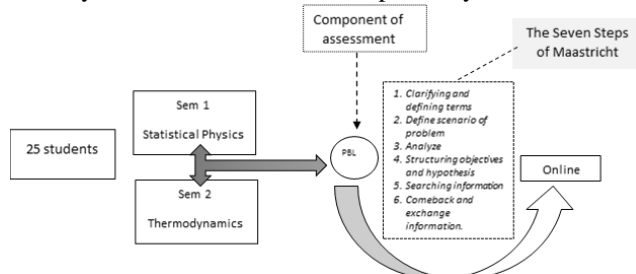 Component of
assessment
The Seven Steps
of Maastricht
Sem 1
Statistical Physics
25 students
Sem 2
Thermodynamics
PBL
1. Clarifying and
defining terms
2. Define scenario of
problem
3. Analyze
4. Structuring objectives
and hypothesis
5. Searching information
6. Comeback and
exchange
information.
Online